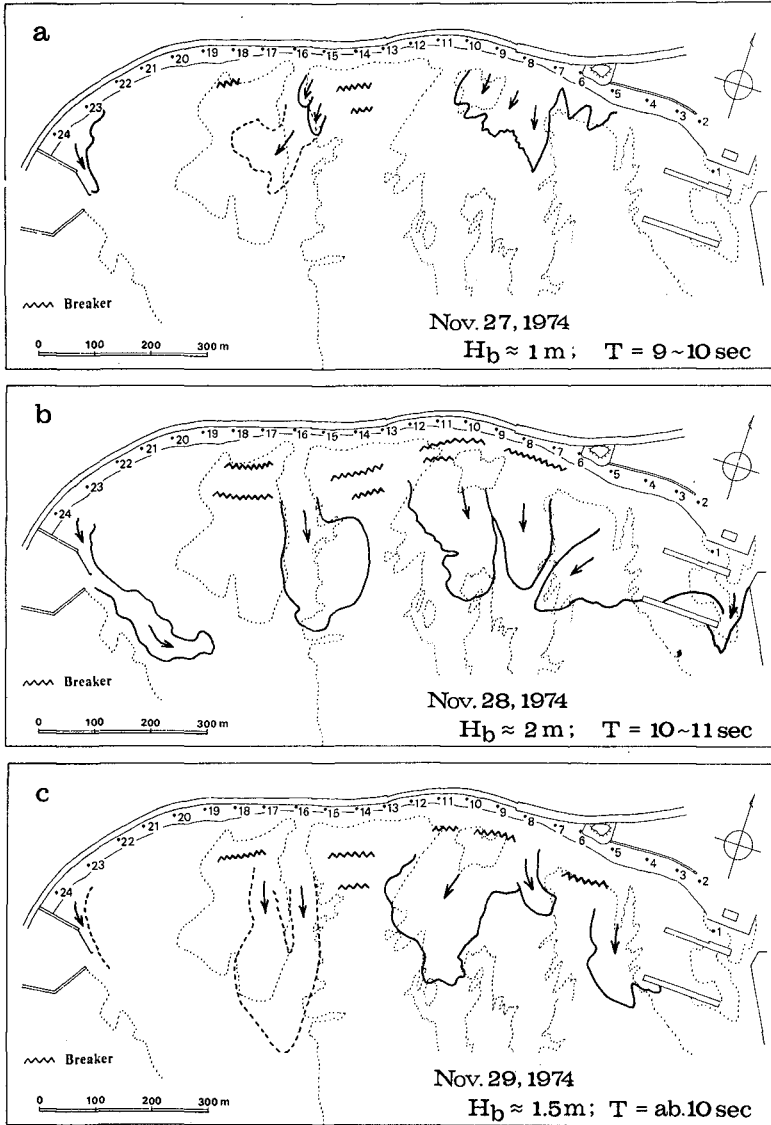 a
19 18 17 16 15 14 13 12 11 10 9 8 7 6 5 4 3 2 1
20
21
22
23
24
Breaker
0 100 200 300 m
Nov. 27, 1974
Hb ≈ 1 m ; T = 9~10 sec
b
19 18 17 16 15 14 13 12 11 10 9 8 7 6 5 4 3 2 1
20
21
22
23
24
Breaker
0 100 200 300 m
Nov. 28, 1974
Hb ≈ 2 m ; T = 10~11 sec
c
19 18 17 16 15 14 13 12 11 10 9 8 7 6 5 4 3 2 1
20
21
22
23
24
Breaker
0 100 200 300 m
Nov. 29, 1974
Hb ≈ 1.5 m ; T = ab. 10 sec